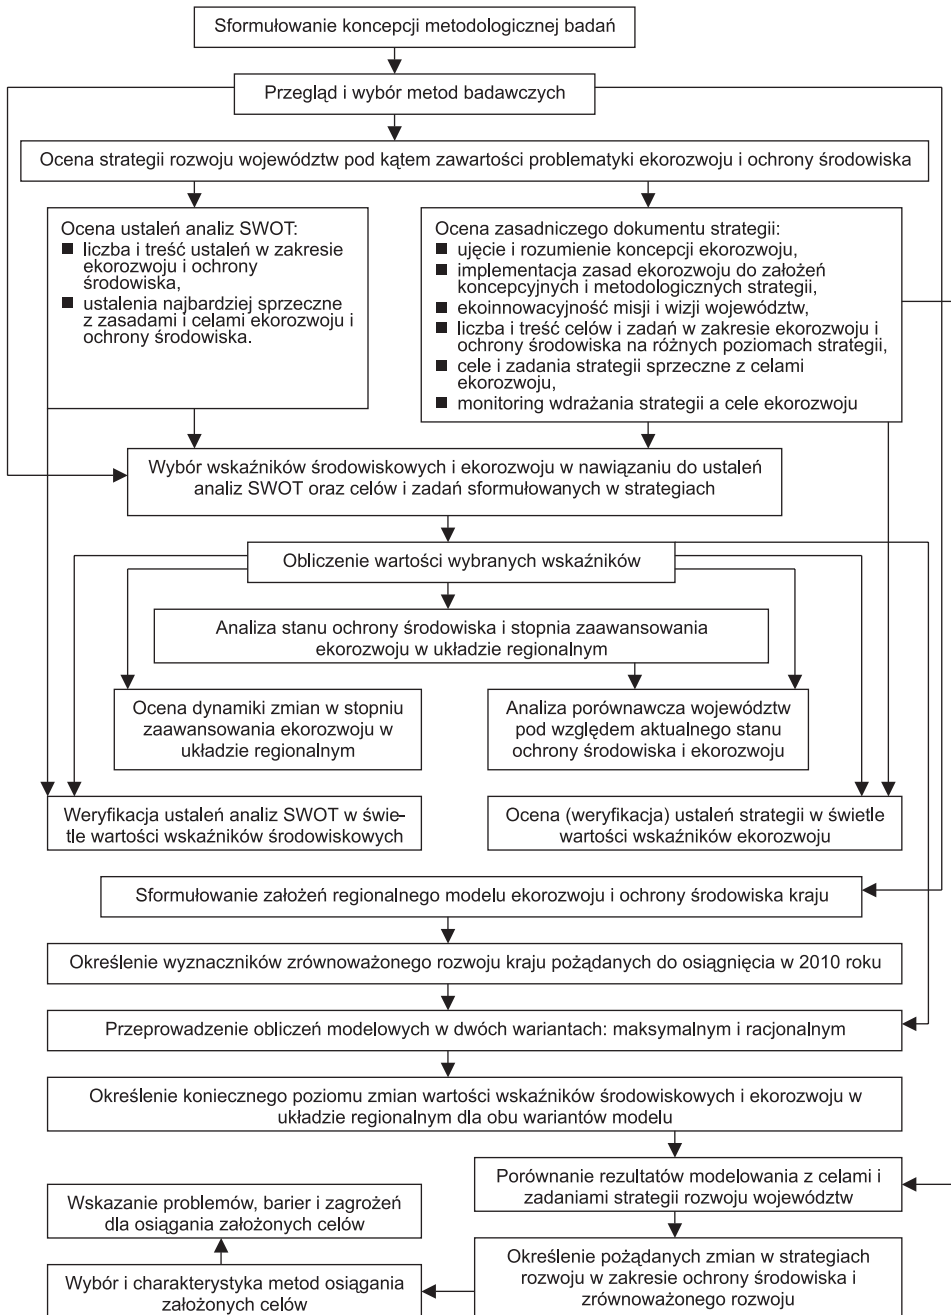 Sformułowanie koncepcji metodologicznej badań
Przegląd i wybór metod badawczych
Ocena strategii rozwoju województw pod kątem zawartości problematyki ekorozwoju i ochrony środowiska
Ocena ustaleń analiz SWOT:
■ liczba i treść ustaleń w zakresie
ekorozwoju i ochrony
środowiska,
■ ustalenia najbardziej sprzeczne
z zasadami i celami ekorozwoju i
ochrony środowiska.
Ocena zasadniczego dokumentu strategii:
■ ujęcie i rozumienie koncepcji ekorozwoju,
■ implementacja zasad ekorozwoju do założeń
koncepcyjnych i metodologicznych strategii,
■ ekoinnowacyjność misji i wizji województw,
■ liczba i treść celów i zadań w zakresie ekorozwoju i
ochrony środowiska na różnych poziomach strategii,
■ cele i zadania strategii sprzeczne z celami
ekorozwoju,
■ monitoring wdrażania strategii a cele ekorozwoju
Wybór wskaźników środowiskowych i ekorozwoju w nawiązaniu do ustaleń
analiz SWOT oraz celów i zadań sformułowanych w strategiach
Obliczenie wartości wybranych wskaźników
Analiza stanu ochrony środowiska i stopnia zaawansowania
ekorozwoju w układzie regionalnym
Ocena dynamiki zmian w stopniu
zaawansowania ekorozwoju w
układzie regionalnym
Analiza porównawcza województw
pod względem aktualnego stanu
ochrony środowiska i ekorozwoju
Weryfikacja ustaleń analiz SWOT w świe-
tle wartości wskaźników środowiskowych
Ocena (weryfikacja) ustaleń strategii w świetle
wartości wskaźników ekorozwoju
Sformułowanie założeń regionalnego modelu ekorozwoju i ochrony środowiska kraju
Określenie wyznaczników zrównoważonego rozwoju kraju pożądanych do osiągnięcia w 2010 roku
Przeprowadzenie obliczeń modelowych w dwóch wariantach: maksymalnym i racjonalnym
Określenie koniecznego poziomu zmian wartości wskaźników środowiskowych i ekorozwoju w
układzie regionalnym dla obu wariantów modelu
Porównanie rezultatów modelowania z celami i
zadaniami strategii rozwoju województw
Wskazanie problemów, barier i zagrożeń
dla osiągania założonych celów
Określenie pożądanych zmian w strategiach
rozwoju w zakresie ochrony środowiska i
zrównoważonego rozwoju
Wybór i charakterystyka metod osiągania
założonych celów